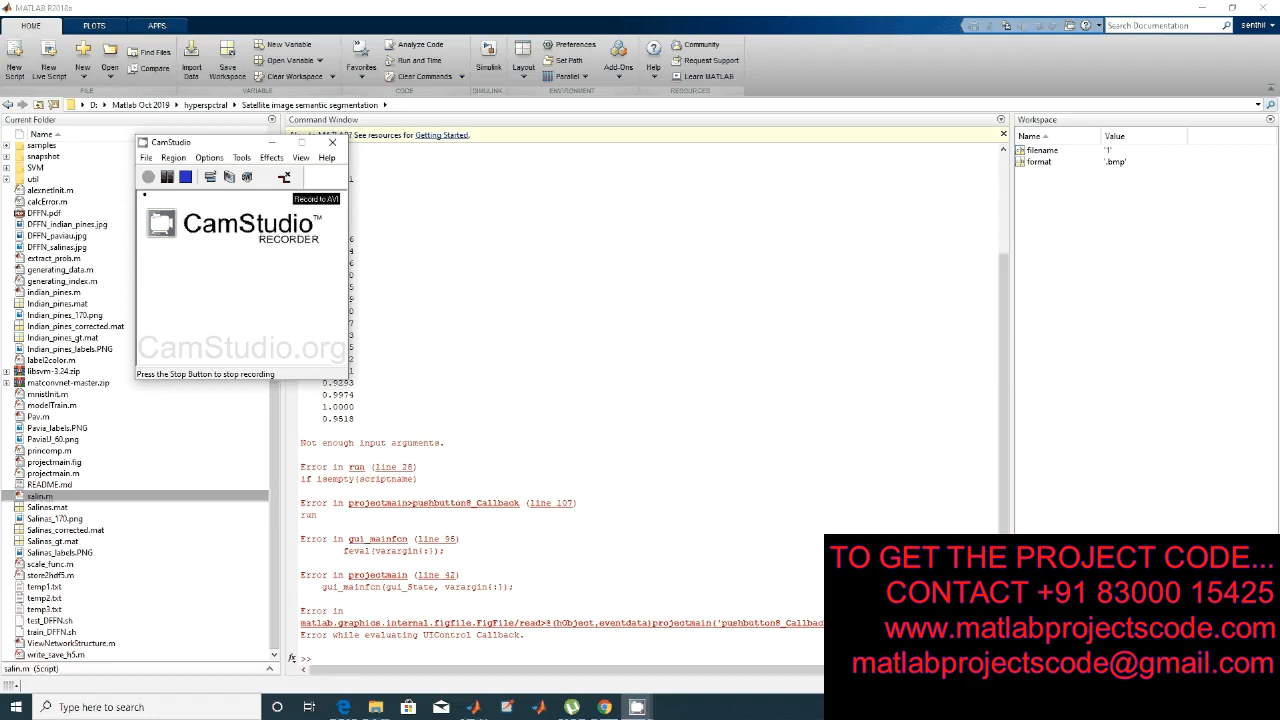 MATLAB R2018a
HOME
PLOTS
APPS
Search Documentation
senthil
New Script
New Live Script
New
Open
Find Files
Compare
Import Data
Save Workspace
New Variable
Open Variable
Clear Workspace
Favorites
Analyze Code
Run and Time
Clear Commands
Simulink
Layout
Preferences
Set Path
Parallel
Add-Ons
Help
Community
Request Support
Learn MATLAB
FILE
VARIABLE
CODE
SIMULINK
ENVIRONMENT
RESOURCES
D: Matlab Oct 2019 hyperspctral Satellite image semantic segmentation
Current Folder
Name
samples
snapshot
SVM
util
alexnetInit.m
calcError.m
DFFN.pdf
DFFN_indian_pines.jpg
DFFN_paviau.jpg
DFFN_salinas.jpg
extract_prob.m
generating_data.m
generating_index.m
indian_pines.m
Indian_pines.mat
Indian_pines_170.png
Indian_pines_corrected.mat
Indian_pines_gt.mat
Indian_pines_labels.PNG
label2color.m
libsvm-3.24.zip
matconvnet-master.zip
mnistInit.m
modelTrain.m
Pav.m
Pavia_labels.PNG
PaviaU_60.png
princomp.m
projectmain.fig
projectmain.m
README.md
salin.m
Salinas.mat
Salinas_170.png
Salinas_corrected.mat
Salinas_gt.mat
Salinas_labels.PNG
scale_func.m
store2hdf5.m
temp1.txt
temp2.txt
temp3.txt
test_DFFN.sh
train_DFFN.sh
ViewNetworkStructure.m
write_save_h5.m
salin.m (Script)
CamStudio
File Region Options Tools Effects View Help
Record to AVI
CamStudio™
RECORDER
CamStudio.org
Press the Stop Button to stop recording
Command Window
See resources for Getting Started.
0.9293
0.9974
1.0000
0.9518
Not enough input arguments.
Error in run (line 28)
if isempty(scriptname)
Error in projectmain>pushbutton8_Callback (line 107)
run
Error in gui_mainfcn (line 95)
feval(varargin{:});
Error in projectmain (line 42)
gui_mainfcn(gui_State, varargin{:});
Error in
matlab.graphics.internal.figfile.FigFile/read>@(hObject,eventdata)projectmain('pushbutton8_Callback
Error while evaluating UIControl Callback.
fx >>
Workspace
Name Value
filename '1'
format '.bmp'
TO GET THE PROJECT CODE...
CONTACT +91 83000 15425
www.matlabprojectscode.com
matlabprojectscode@gmail.com
Type here to search